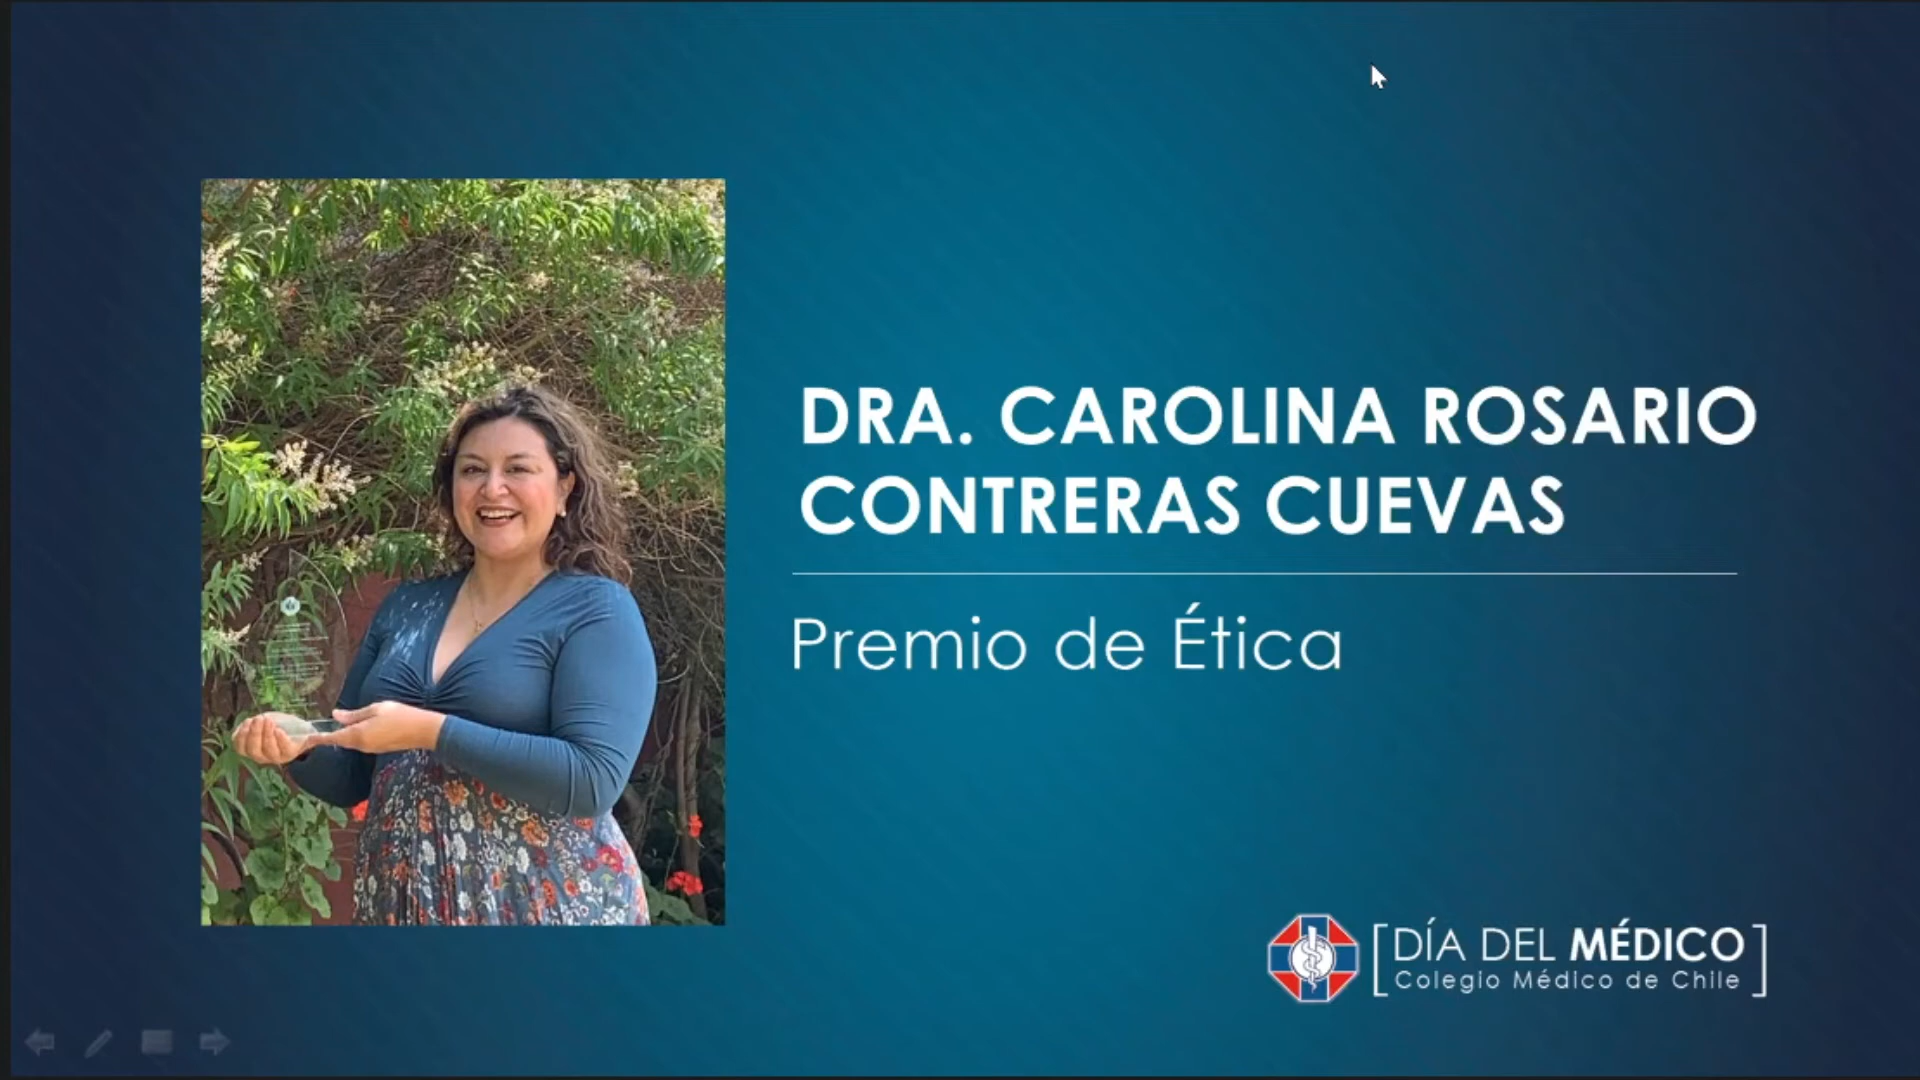 DRA. CAROLINA ROSARIO
CONTRERAS CUEVAS
Premio de Ética
[DÍA DEL MÉDICO
Colegio Médico de Chile]